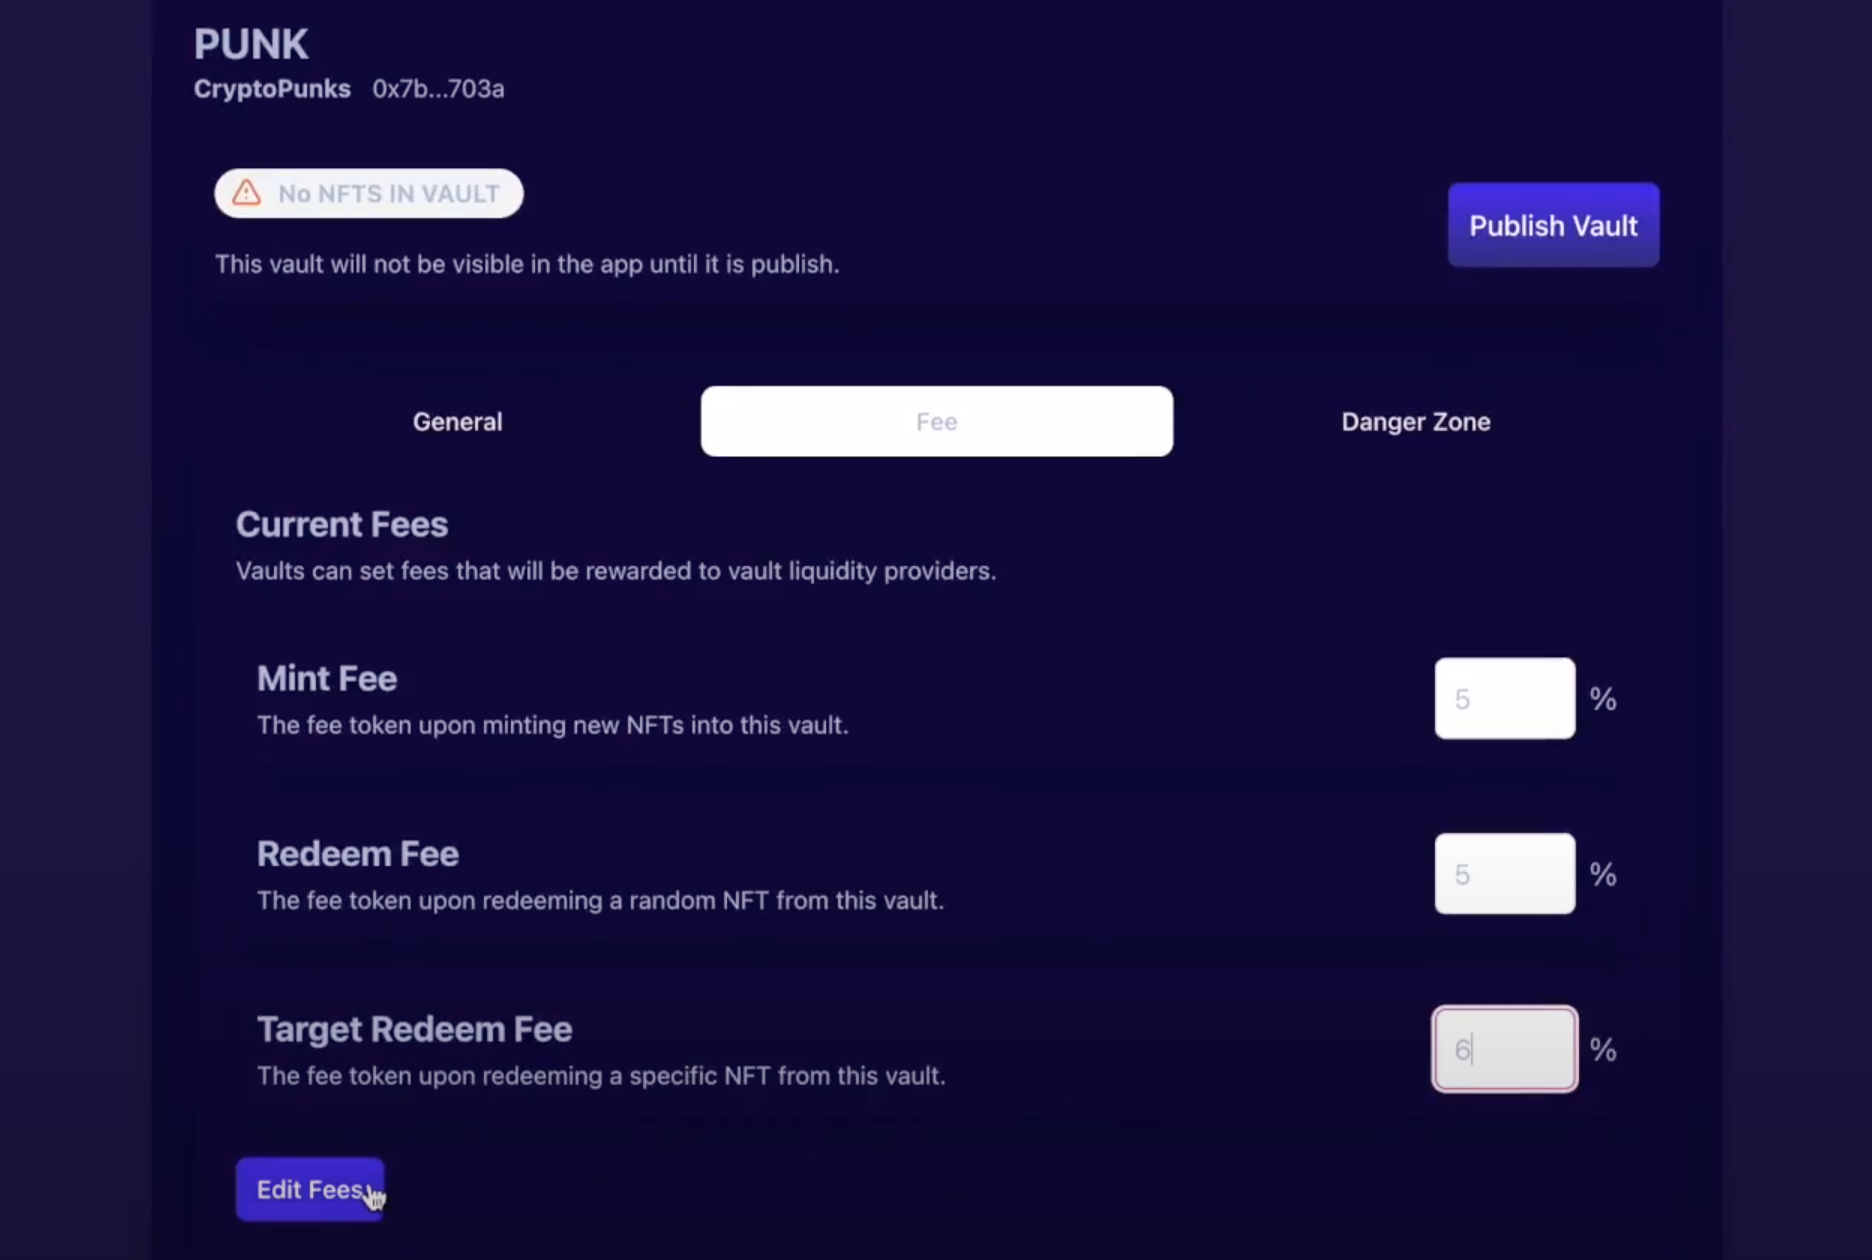 PUNK
CryptoPunks 0x7b...703a
No NFTS IN VAULT
This vault will not be visible in the app until it is publish.
Publish Vault
General Fee Danger Zone
Current Fees
Vaults can set fees that will be rewarded to vault liquidity providers.
Mint Fee
The fee token upon minting new NFTs into this vault.
5 %
Redeem Fee
The fee token upon redeeming a random NFT from this vault.
5 %
Target Redeem Fee
The fee token upon redeeming a specific NFT from this vault.
6 %
Edit Fees